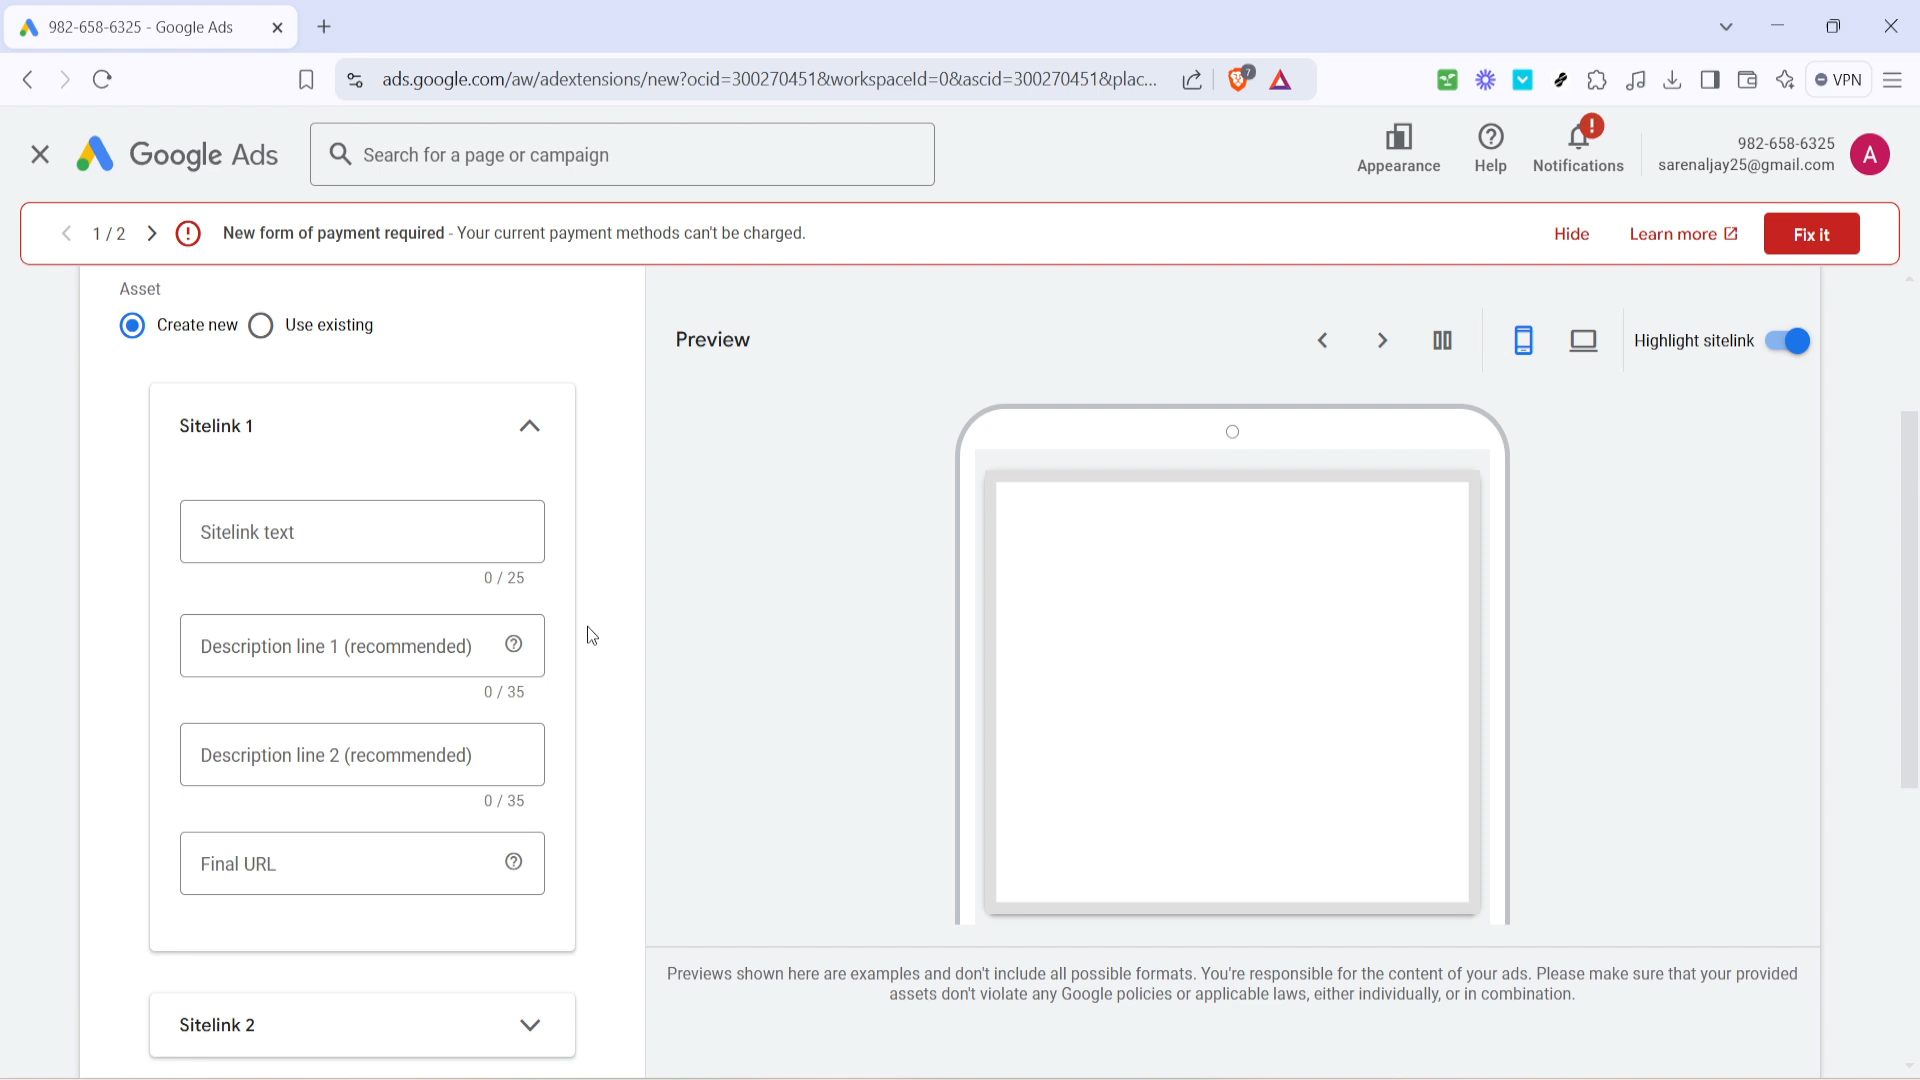 982-658-6325 - Google Ads
ads.google.com/aw/adextensions/new?ocid=300270451&workspaceId=0&ascid=300270451&plac...
7
VPN
Google Ads
Search for a page or campaign
Appearance
Help
!
Notifications
982-658-6325
sarenaljay25@gmail.com
A
1 / 2
New form of payment required - Your current payment methods can't be charged.
Hide
Learn more
Fix it
Asset
Create new
Use existing
Preview
Highlight sitelink
Sitelink 1
Sitelink text
0 / 25
Description line 1 (recommended)
0 / 35
Description line 2 (recommended)
0 / 35
Final URL
Previews shown here are examples and don't include all possible formats. You're responsible for the content of your ads. Please make sure that your provided
assets don't violate any Google policies or applicable laws, either individually, or in combination.
Sitelink 2